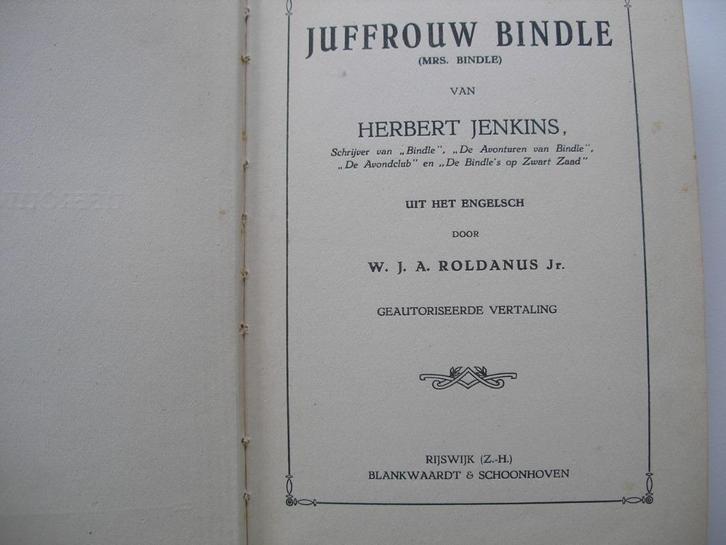 JUFFROUW BINDLE
(MRS. BINDLE)
VAN
HERBERT JENKINS,
Schrijver van „Bindle”, „De Avonturen van Bindle”,
„De Avondclub” en „De Bindle's op Zwart Zaad”
UIT HET ENGELSCH
DOOR
W. J. A. ROLDANUS Jr.
GEAUTORISEERDE VERTALING
RIJSWIJK (Z.-H.)
BLANKWAARDT & SCHOONHOVEN